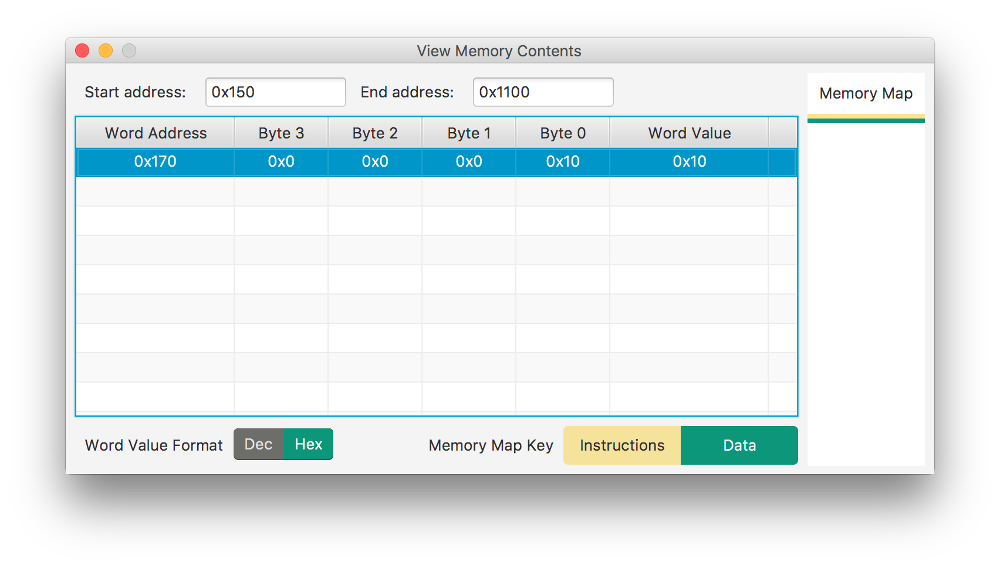 View Memory Contents
Start address: 0x150 End address: 0x1100
Memory Map
Word Address Byte 3 Byte 2 Byte 1 Byte 0 Word Value
0x170 0x0 0x0 0x0 0x10 0x10
Word Value Format Dec Hex Memory Map Key Instructions Data